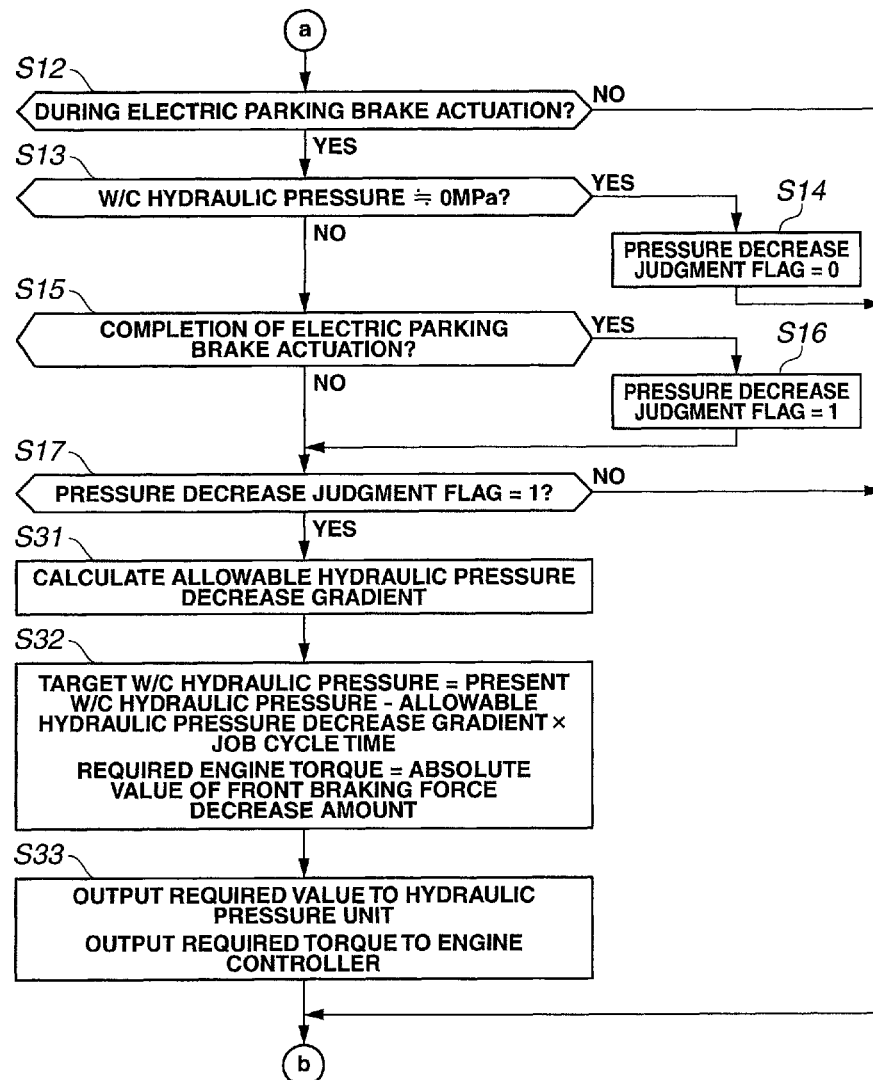 a
S12
DURING ELECTRIC PARKING BRAKE ACTUATION?
NO
YES
S13
W/C HYDRAULIC PRESSURE ≒ 0MPa?
YES
NO
S14
PRESSURE DECREASE
JUDGMENT FLAG = 0
S15
COMPLETION OF ELECTRIC PARKING
BRAKE ACTUATION?
YES
NO
S16
PRESSURE DECREASE
JUDGMENT FLAG = 1
S17
PRESSURE DECREASE JUDGMENT FLAG = 1?
NO
YES
S31
CALCULATE ALLOWABLE HYDRAULIC PRESSURE
DECREASE GRADIENT
S32
TARGET W/C HYDRAULIC PRESSURE = PRESENT
W/C HYDRAULIC PRESSURE - ALLOWABLE
HYDRAULIC PRESSURE DECREASE GRADIENT ×
JOB CYCLE TIME
REQUIRED ENGINE TORQUE = ABSOLUTE
VALUE OF FRONT BRAKING FORCE
DECREASE AMOUNT
S33
OUTPUT REQUIRED VALUE TO HYDRAULIC
PRESSURE UNIT
OUTPUT REQUIRED TORQUE TO ENGINE
CONTROLLER
b